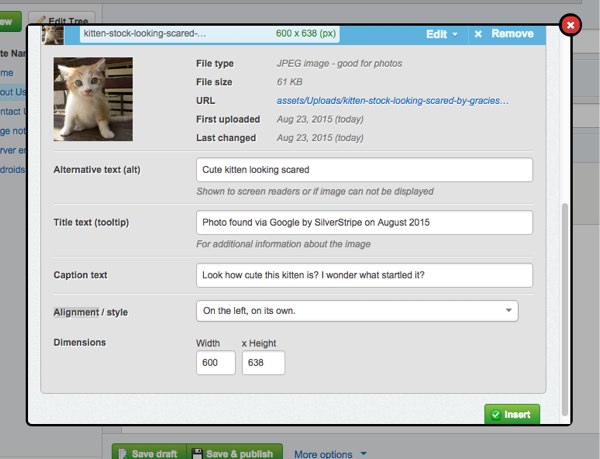 ew
Edit Tree
kitten-stock-looking-scared-...
600 x 638 (px)
Edit
Remove
te Nar
me
out Us
ontact U
ge not
rver er
droids
File type
JPEG image - good for photos
File size
61 KB
URL
assets/Uploads/kitten-stock-looking-scared-by-gracies...
First uploaded
Aug 23, 2015 (today)
Last changed
Aug 23, 2015 (today)
Alternative text (alt)
Cute kitten looking scared
Shown to screen readers or if image can not be displayed
Title text (tooltip)
Photo found via Google by SilverStripe on August 2015
For additional information about the image
Caption text
Look how cute this kitten is? I wonder what startled it?
Alignment / style
On the left, on its own.
Dimensions
Width
x Height
600
638
Insert
Save draft
Save & publish
More options